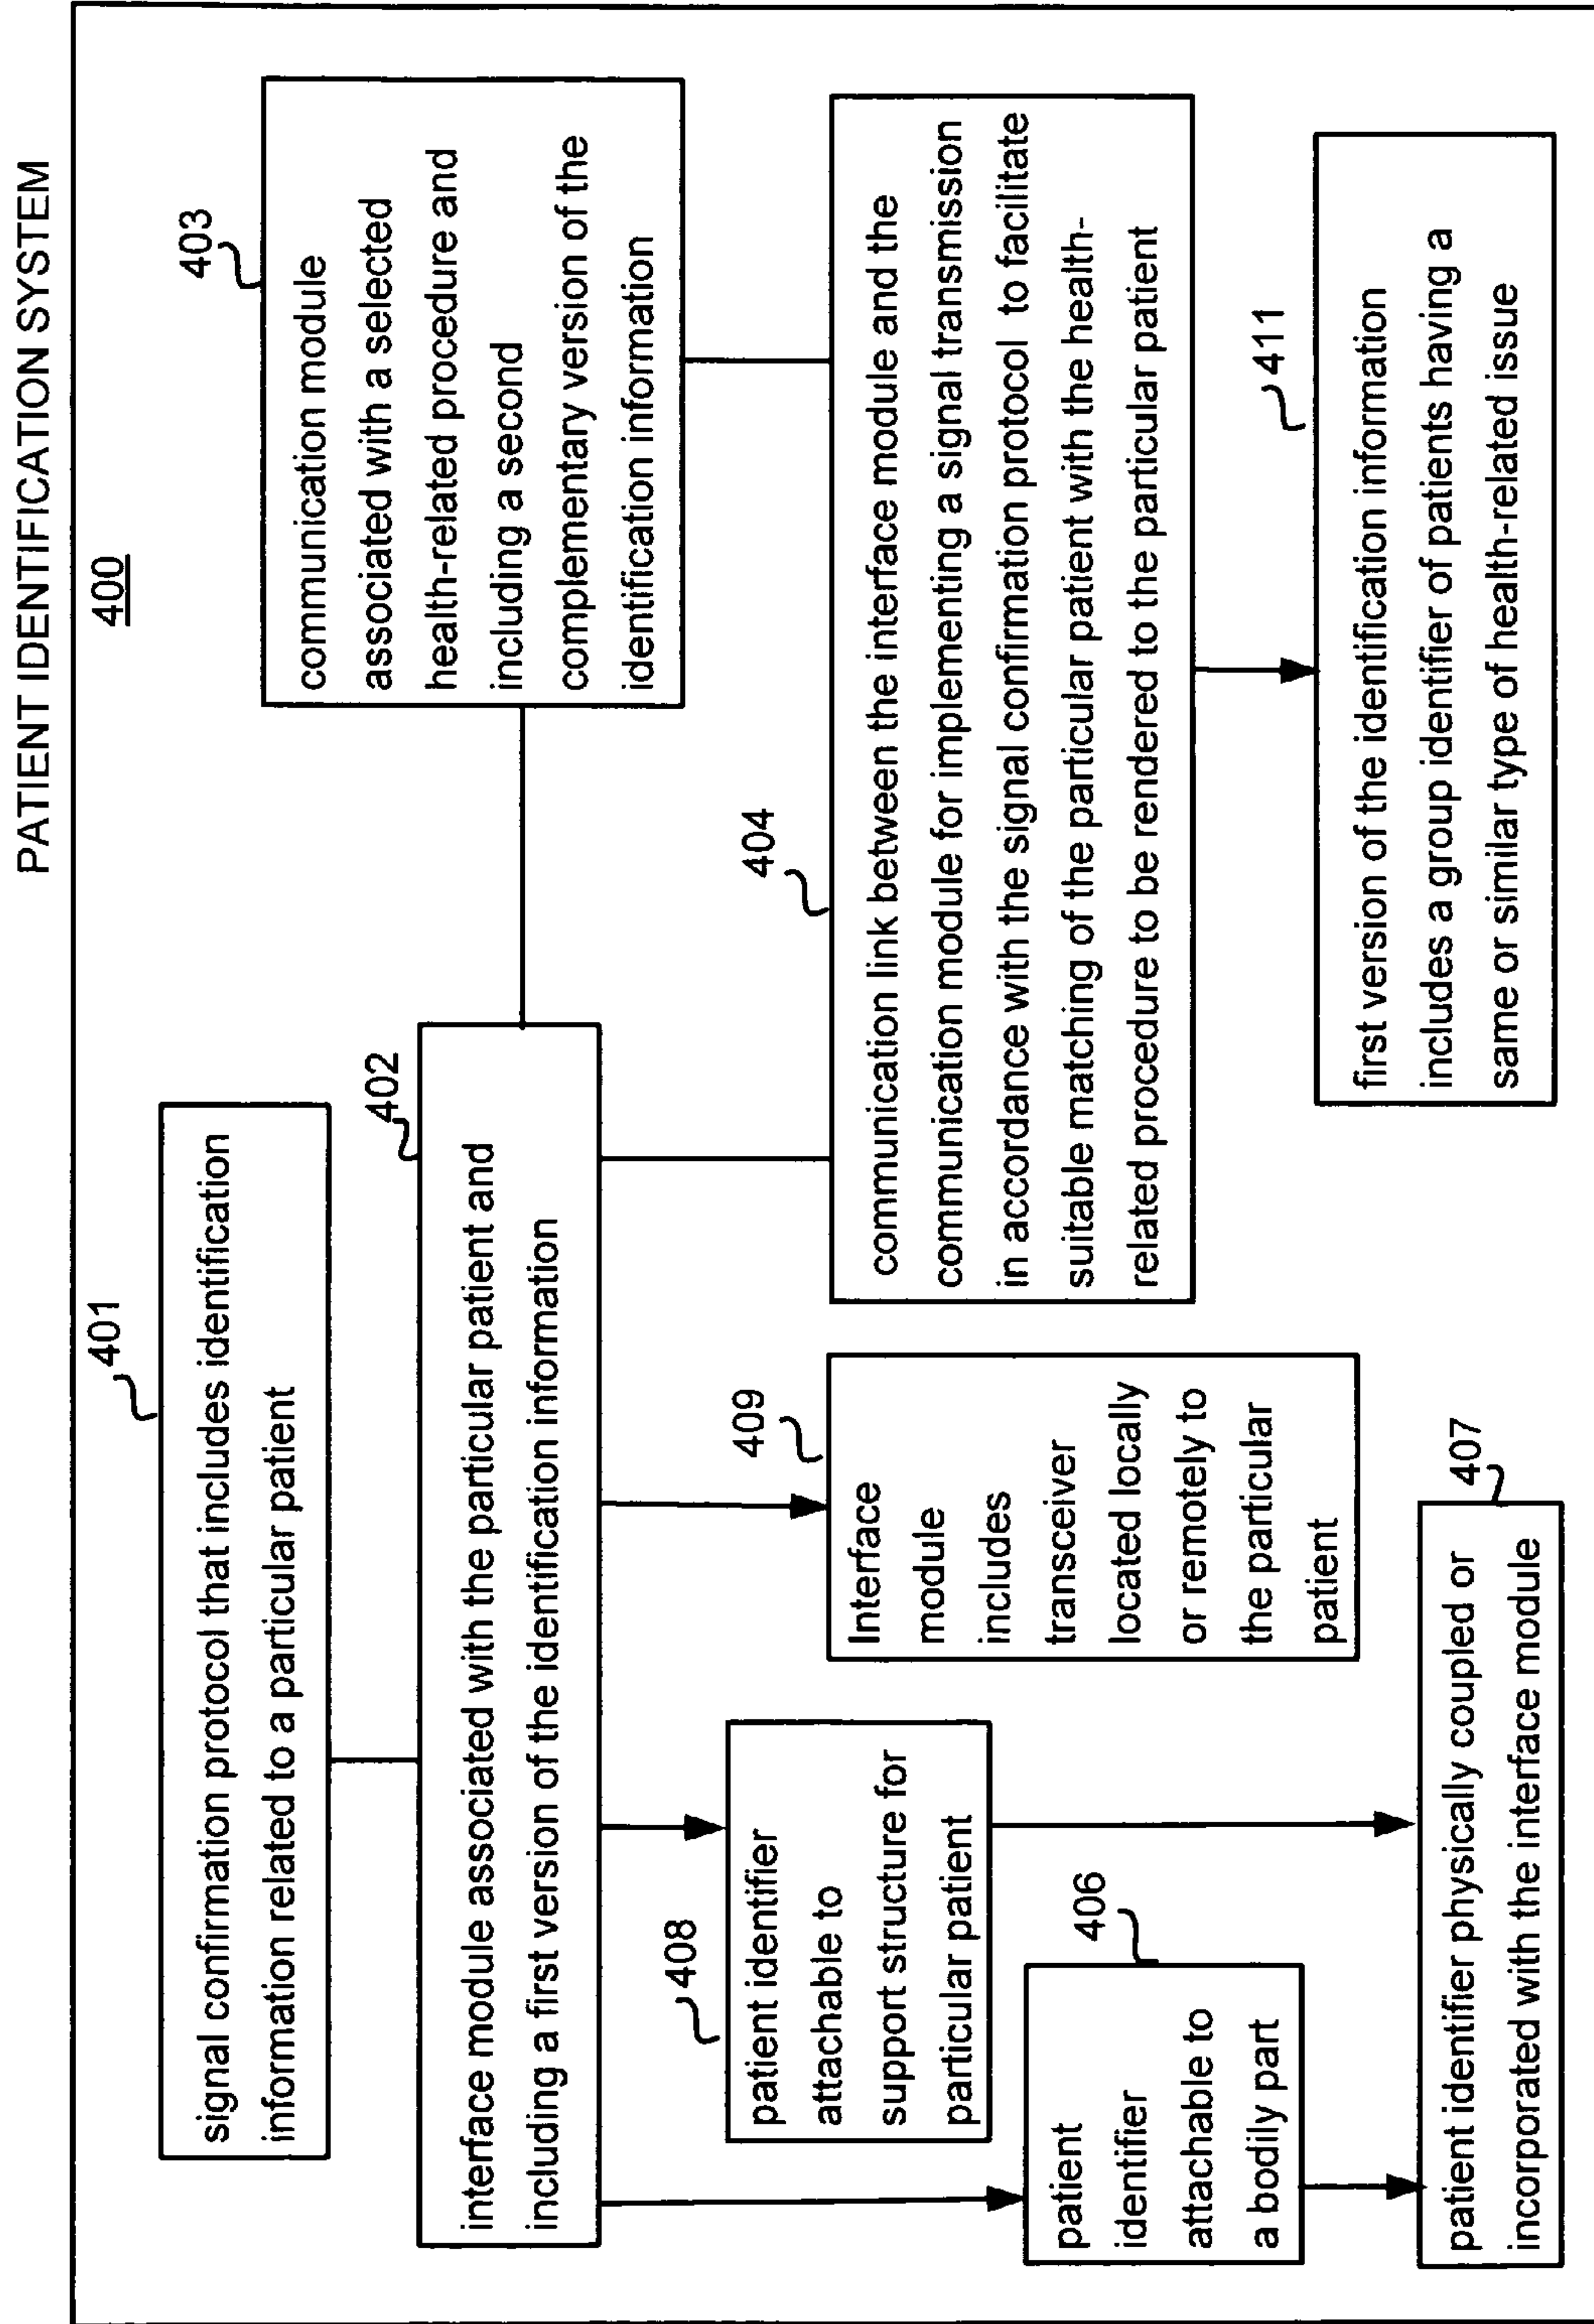 PATIENT IDENTIFICATION SYSTEM
400
401
signal confirmation protocol that includes identification
information related to a particular patient
402
interface module associated with the particular patient and
including a first version of the identification information
403
communication module
associated with a selected
health-related procedure and
including a second
complementary version of the
identification information
408
patient identifier
attachable to
support structure for
particular patient
406
patient
identifier
attachable to
a bodily part
409
Interface
module
includes
transceiver
located locally
or remotely to
the particular
patient
407
patient identifier physically coupled or
incorporated with the interface module
404
communication link between the interface module and the
communication module for implementing a signal transmission
in accordance with the signal confirmation protocol to facilitate
suitable matching of the particular patient with the health-
related procedure to be rendered to the particular patient
411
first version of the identification information
includes a group identifier of patients having a
same or similar type of health-related issue